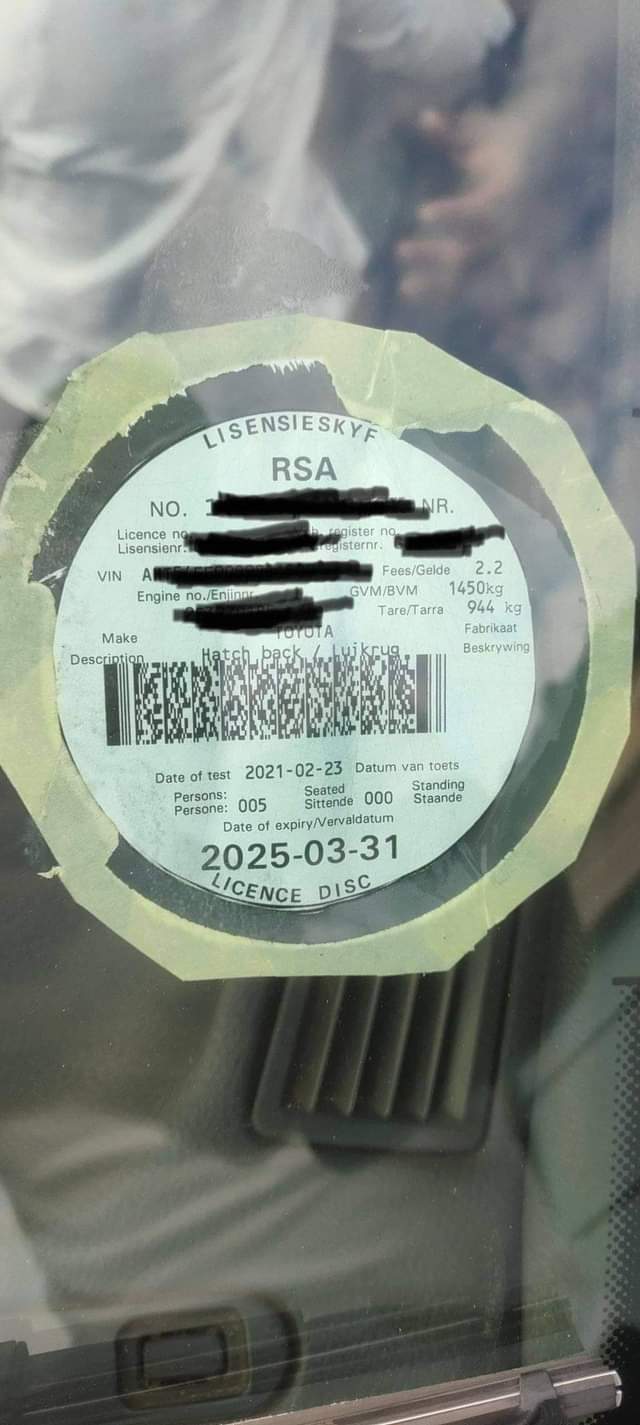 LISENSIESKYF
RSA
NO. NR.
Licence no. register no.
Lisensienr.
VIN Fees/Gelde 2.2
Engine no./Enjinnr. GVM/BVM 1450kg
Tare/Tarra 944 kg
Make TOYOTA Fabrikaat
Description Hatch back / Luikrug Beskrywing
Date of test 2021-02-23 Datum van toets
Persons: Seated Standing
Persone: 005 Sittende 000 Staande
Date of expiry/Vervaldatum
2025-03-31
LICENCE DISC